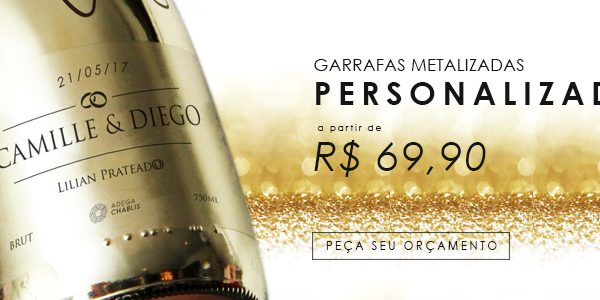 21/05/17
CAMILLE & DIEGO
LILIAN PRATEADO
ADEGA
CHABLIS
BRUT
750ML
GARRAFAS METALIZADAS
PERSONALIZAD
a partir de
R$ 69,90
PEÇA SEU ORÇAMENTO